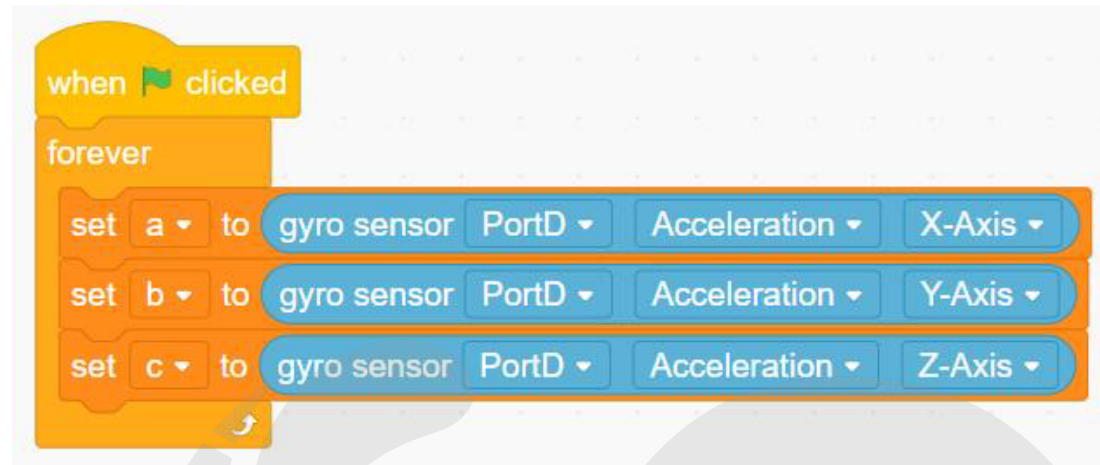 when clicked
forever
set a to gyro sensor PortD Acceleration X-Axis
set b to gyro sensor PortD Acceleration Y-Axis
set c to gyro sensor PortD Acceleration Z-Axis